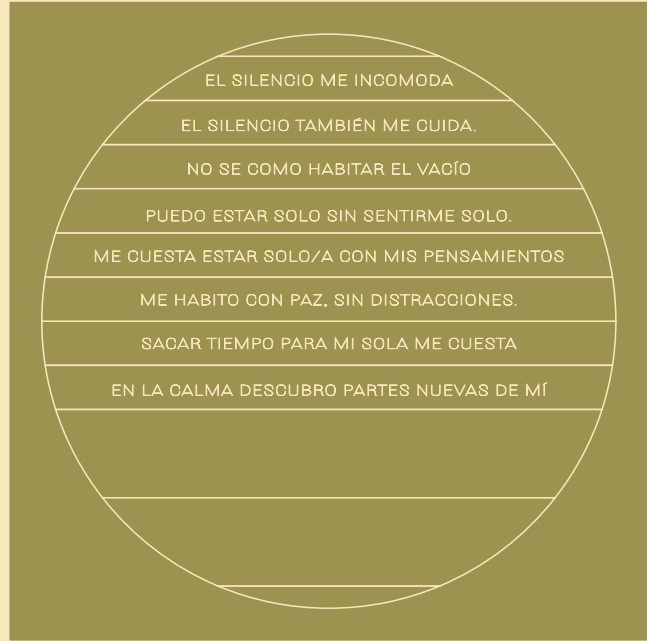 EL SILENCIO ME INCOMODA
EL SILENCIO TAMBIÉN ME CUIDA.
NO SE COMO HABITAR EL VACÍO
PUEDO ESTAR SOLO SIN SENTIRME SOLO.
ME CUESTA ESTAR SOLO/A CON MIS PENSAMIENTOS
ME HABITO CON PAZ, SIN DISTRACCIONES.
SACAR TIEMPO PARA MI SOLA ME CUESTA
EN LA CALMA DESCUBRO PARTES NUEVAS DE MÍ